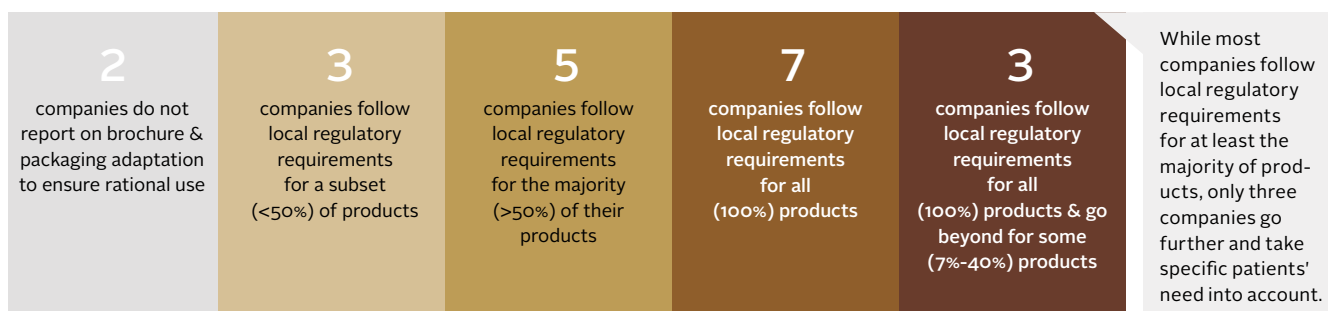 2
companies do not
report on brochure &
packaging adaptation
to ensure rational use
3
companies follow
local regulatory
requirements
for a subset
(<50%) of products
5
companies follow
local regulatory
requirements
for the majority
(>50%) of their
products
7
companies follow
local regulatory
requirements
for all
(100%) products
3
companies follow
local regulatory
requirements
for all
(100%) products & go
beyond for some
(7%-40%) products
While most
companies follow
local regulatory
requirements
for at least the
majority of prod-
ucts, only three
companies go
further and take
specific patients'
need into account.